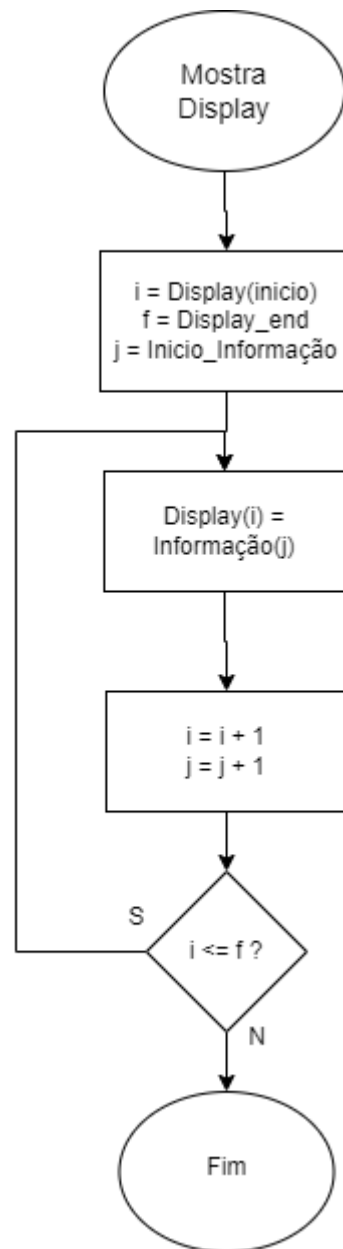 Mostra
Display
i = Display(inicio)
f = Display_end
j = Inicio_Informação
Display(i) =
Informação(j)
i = i + 1
j = j + 1
S
i <= f ?
N
Fim